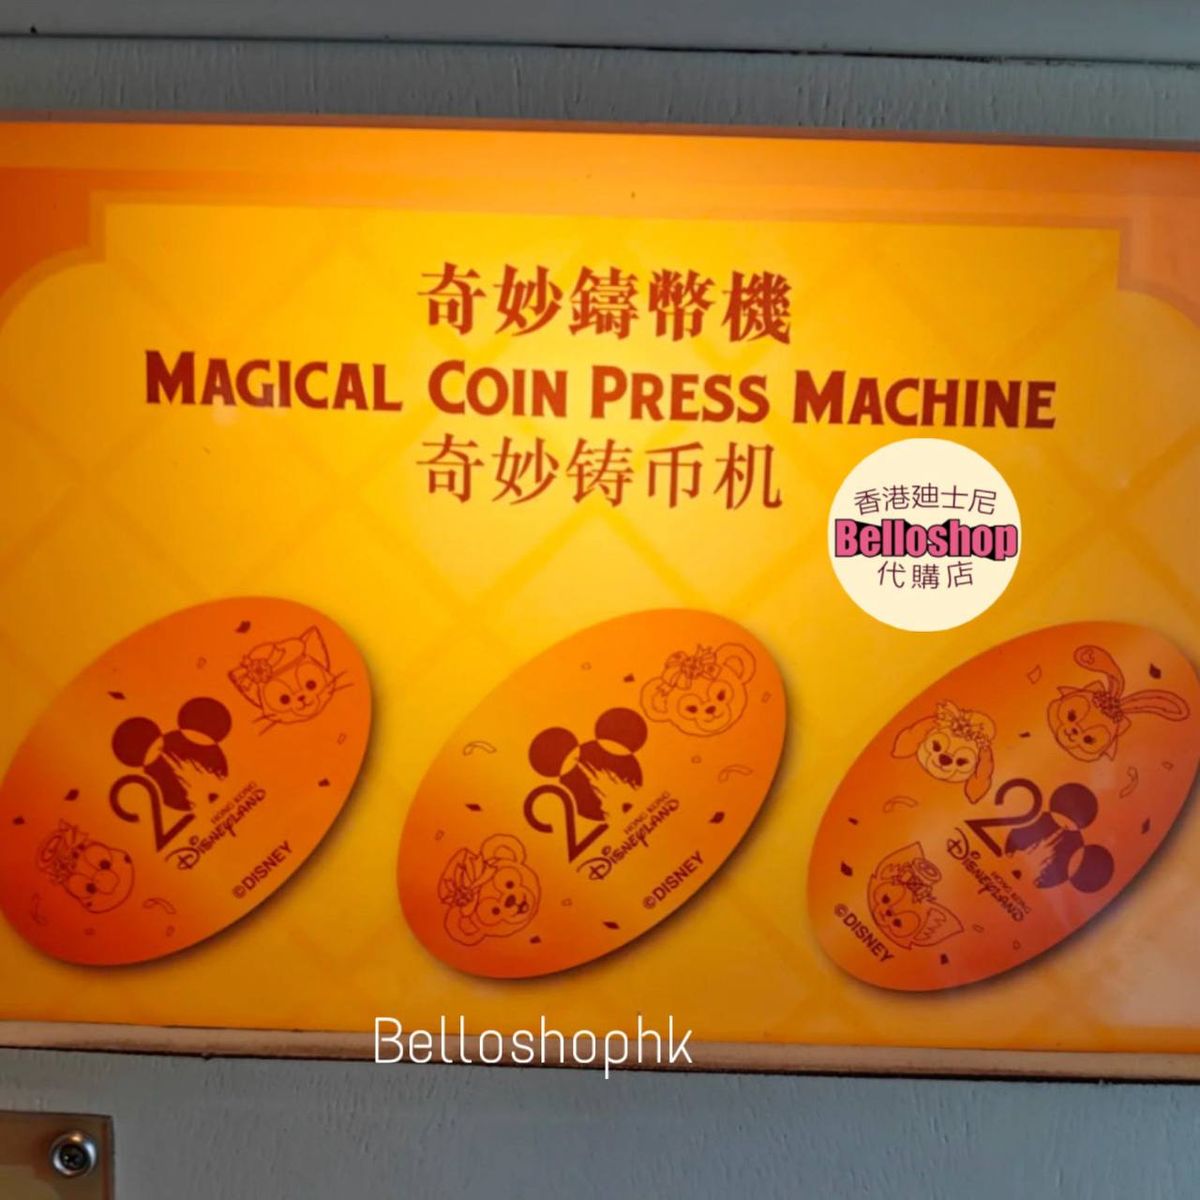 奇妙鑄幣機
MAGICAL COIN PRESS MACHINE
奇妙铸币机
香港廸士尼
Belloshop
代購店
20
HONG KONG
DISNEYLAND
©DISNEY
20
HONG KONG
DISNEYLAND
©DISNEY
20
HONG KONG
DISNEYLAND
©DISNEY
Belloshophk